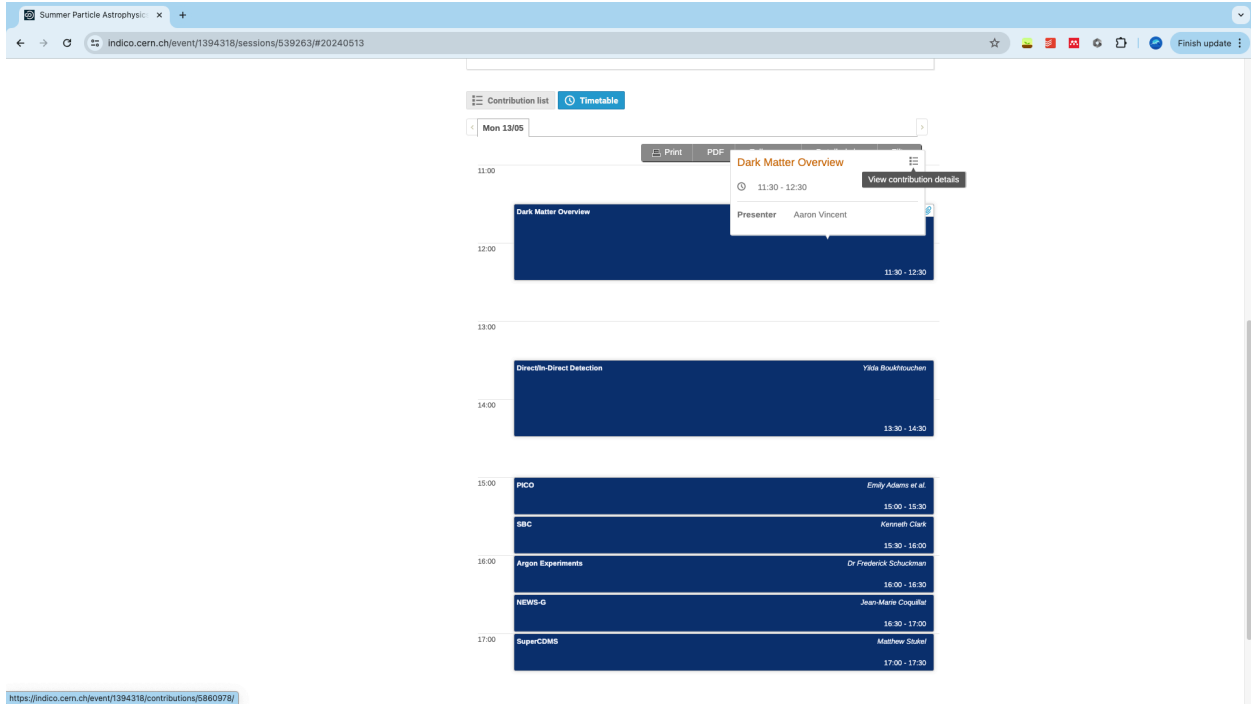 Summer Particle Astrophysic
indico.cern.ch/event/1394318/sessions/539263/#20240513
Finish update
Contribution list
Timetable
Mon 13/05
Print PDF
Dark Matter Overview
11:30 - 12:30
View contribution details
Presenter Aaron Vincent
11:00
Dark Matter Overview
12:00
11:30 - 12:30
13:00
Direct/In-Direct Detection Yilda Boukhtouchen
14:00
13:30 - 14:30
15:00
PICO Emily Adams et al.
15:00 - 15:30
SBC Kenneth Clark
15:30 - 16:00
16:00
Argon Experiments Dr Frederick Schuckman
16:00 - 16:30
NEWS-G Jean-Marie Coquillat
16:30 - 17:00
17:00
SuperCDMS Matthew Stukel
17:00 - 17:30
https://indico.cern.ch/event/1394318/contributions/5860978/